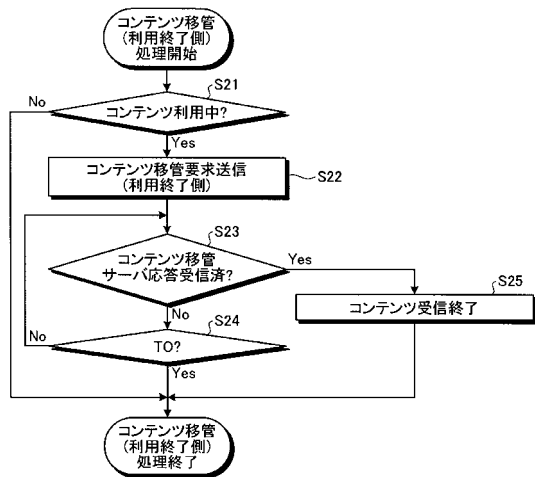 コンテンツ移管
(利用終了側)
処理開始
S21
No
コンテンツ利用中?
Yes
コンテンツ移管要求送信
(利用終了側)
S22
S23
コンテンツ移管
サーバ応答受信済?
Yes
S25
コンテンツ受信終了
No
S24
No
TO?
Yes
コンテンツ移管
(利用終了側)
処理終了